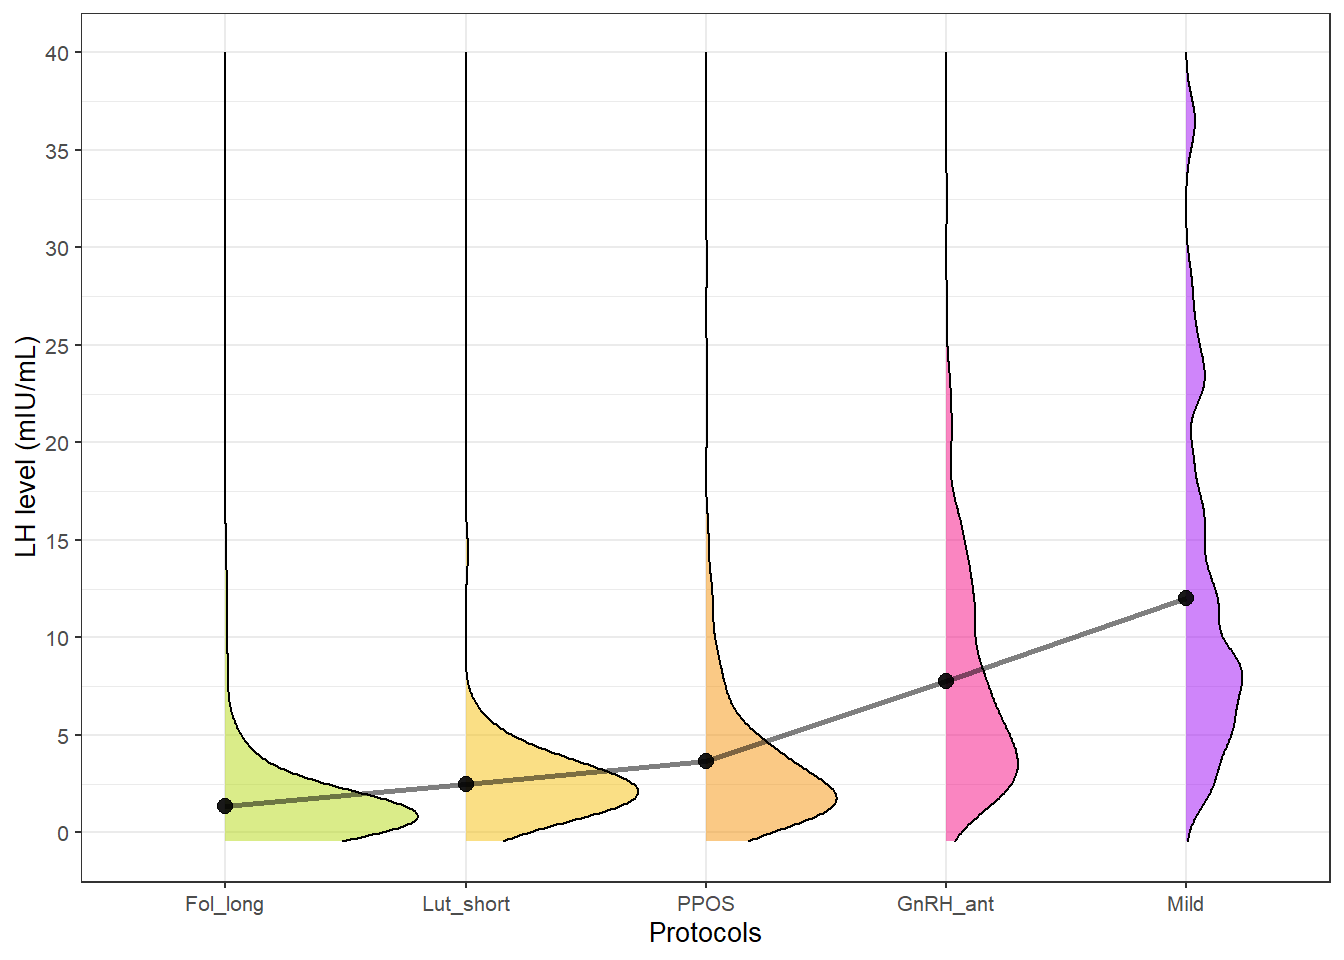 LH level (mIU/mL)
40
35
30
25
20
15
10
5
0
Fol_long
Lut_short
PPOS
GnRH_ant
Mild
Protocols